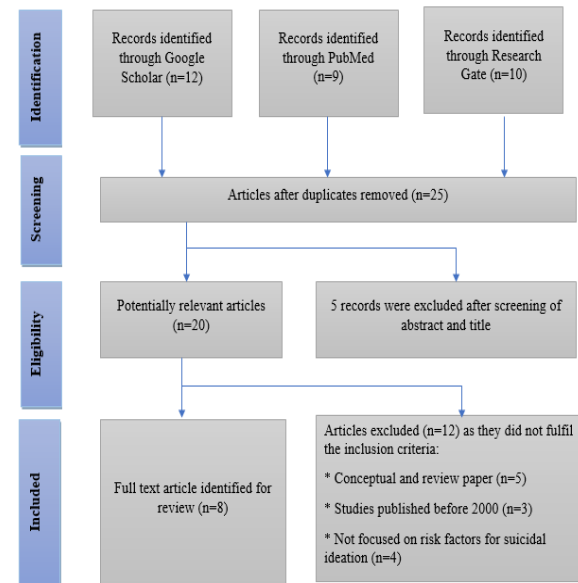 Identification
Records identified
through Google
Scholar (n=12)
Records identified
through PubMed
(n=9)
Records identified
through Research
Gate (n=10)
Screening
Articles after duplicates removed (n=25)
Eligibility
Potentially relevant articles
(n=20)
5 records were excluded after screening of
abstract and title
Included
Full text article identified for
review (n=8)
Articles excluded (n=12) as they did not fulfil
the inclusion criteria:
* Conceptual and review paper (n=5)
* Studies published before 2000 (n=3)
* Not focused on risk factors for suicidal
ideation (n=4)